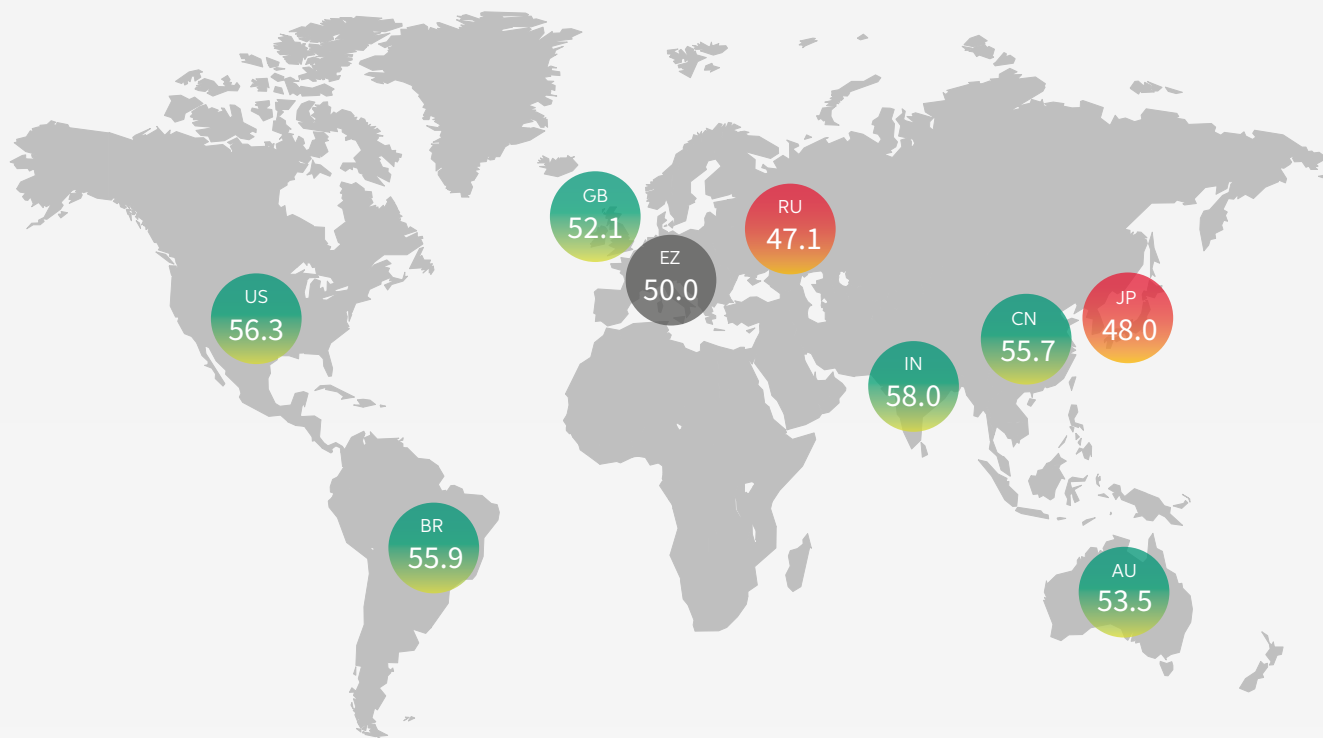 GB
52.1
RU
47.1
EZ
50.0
US
56.3
JP
48.0
CN
55.7
IN
58.0
BR
55.9
AU
53.5